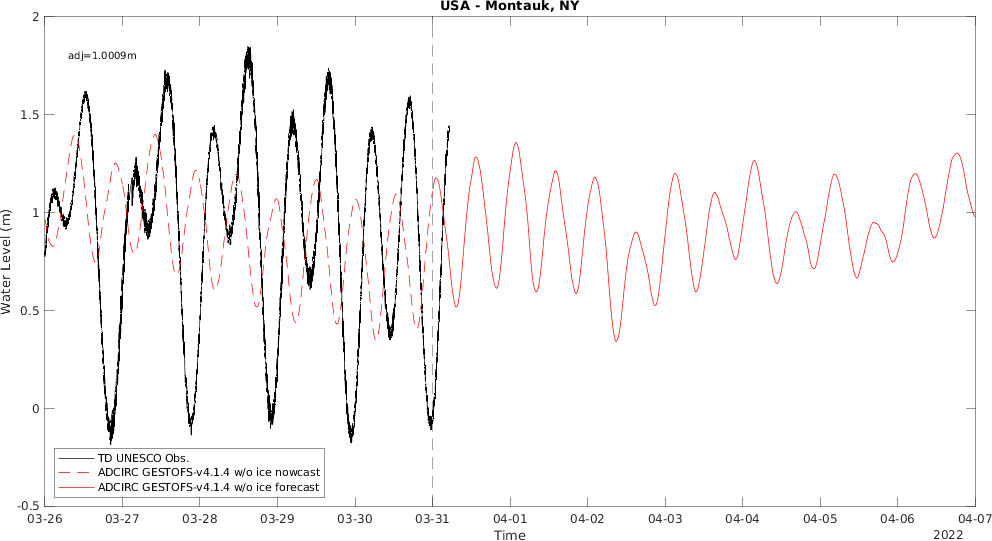 USA - Montauk, NY
adj=1.0009m
2
1.5
1
0.5
0
-0.5
Water Level (m)
TD UNESCO Obs.
ADCIRC GESTOFS-v4.1.4 w/o ice nowcast
ADCIRC GESTOFS-v4.1.4 w/o ice forecast
03-26 03-27 03-28 03-29 03-30 03-31 04-01 04-02 04-03 04-04 04-05 04-06 04-07
Time
2022